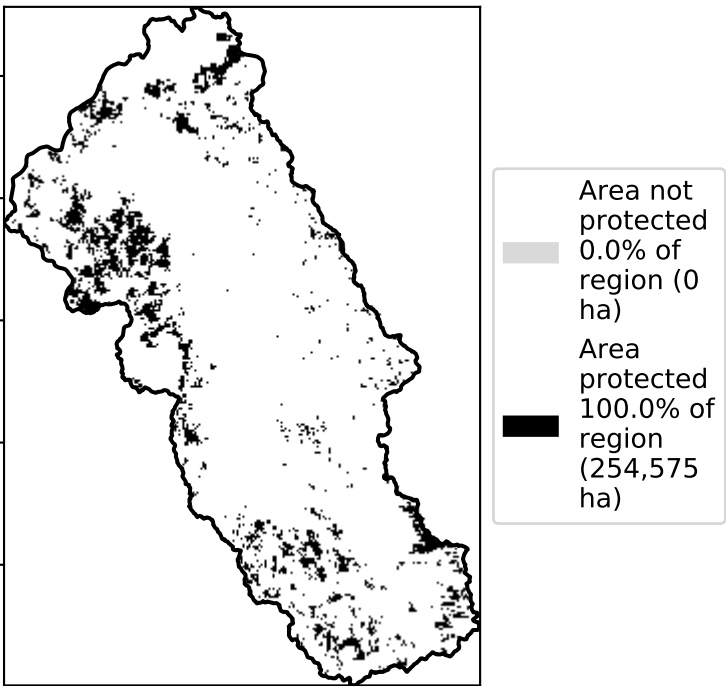 Area not
protected
0.0% of
region (0
ha)
Area
protected
100.0% of
region
(254,575
ha)